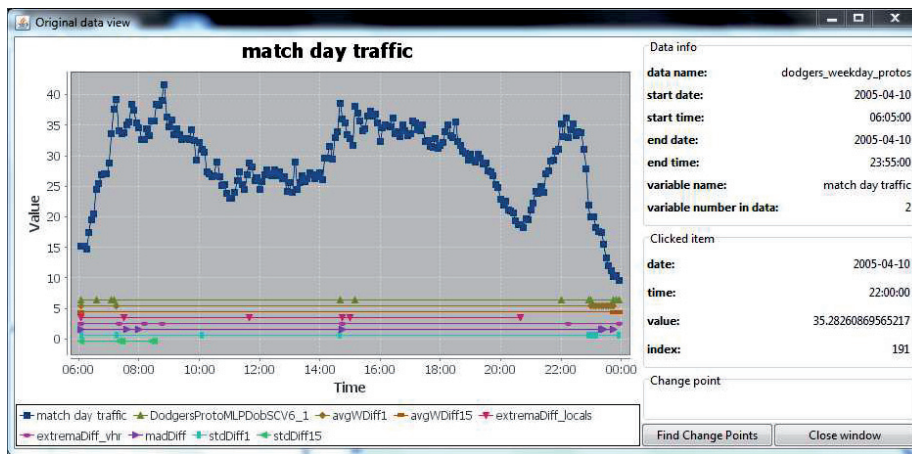 Original data view
match day traffic
Value
40
35
30
25
20
15
10
5
0
06:00 08:00 10:00 12:00 14:00 16:00 18:00 20:00 22:00 00:00
Time
match day traffic DodgersProtoMLPDobSCV6_1 avgWDiff1 avgWDiff15 extremaDiff_locals
extremaDiff_vhr madDiff stdDiff1 stdDiff15
Data info
data name: dodgers_weekday_protos
start date: 2005-04-10
start time: 06:05:00
end date: 2005-04-10
end time: 23:55:00
variable name: match day traffic
variable number in data: 2
Clicked item
date: 2005-04-10
time: 22:00:00
value: 35.28260869565217
index: 191
Change point
Find Change Points Close window